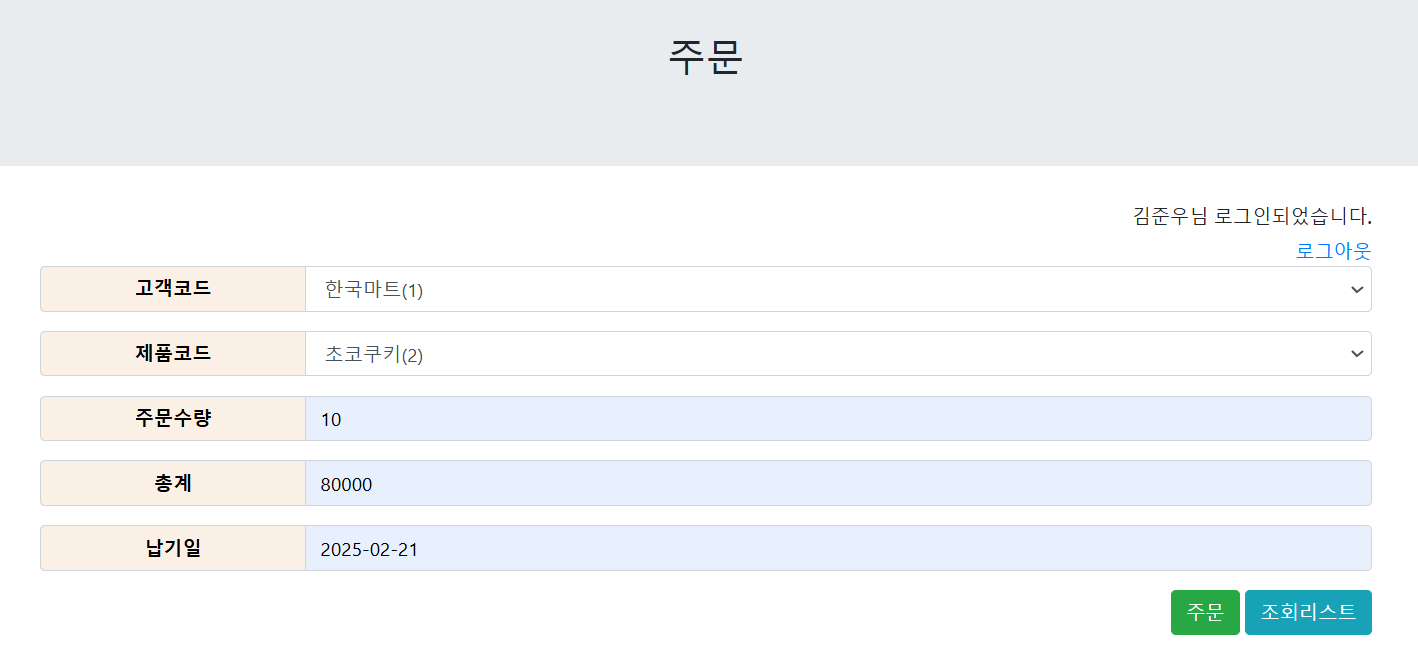 주문
김준우님 로그인되었습니다.
로그아웃
고객코드 한국마트(1)
제품코드 초코쿠키(2)
주문수량 10
총계 80000
납기일 2025-02-21
주문 조회리스트